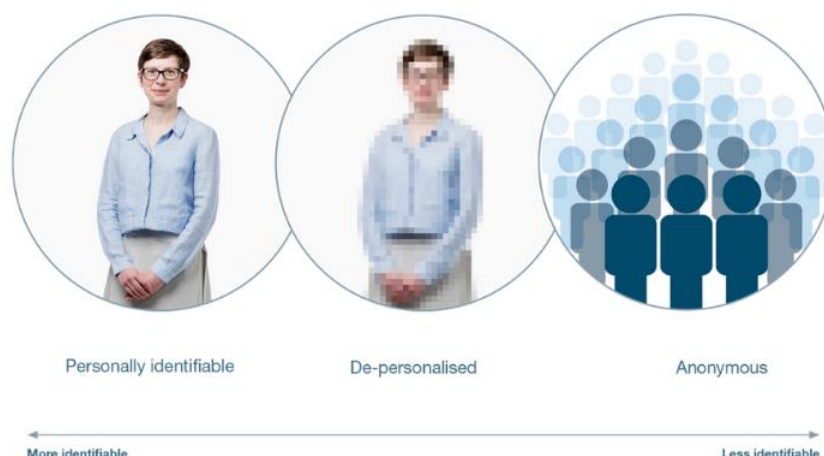 Personally identifiable
De-personalised
Anonymous
More identifiable
Less identifiable